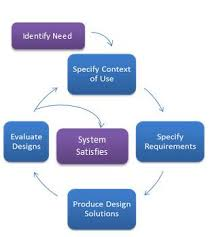 Identify Need
Specify Context
of Use
Evaluate
Designs
System
Satisfies
Specify
Requirements
Produce Design
Solutions